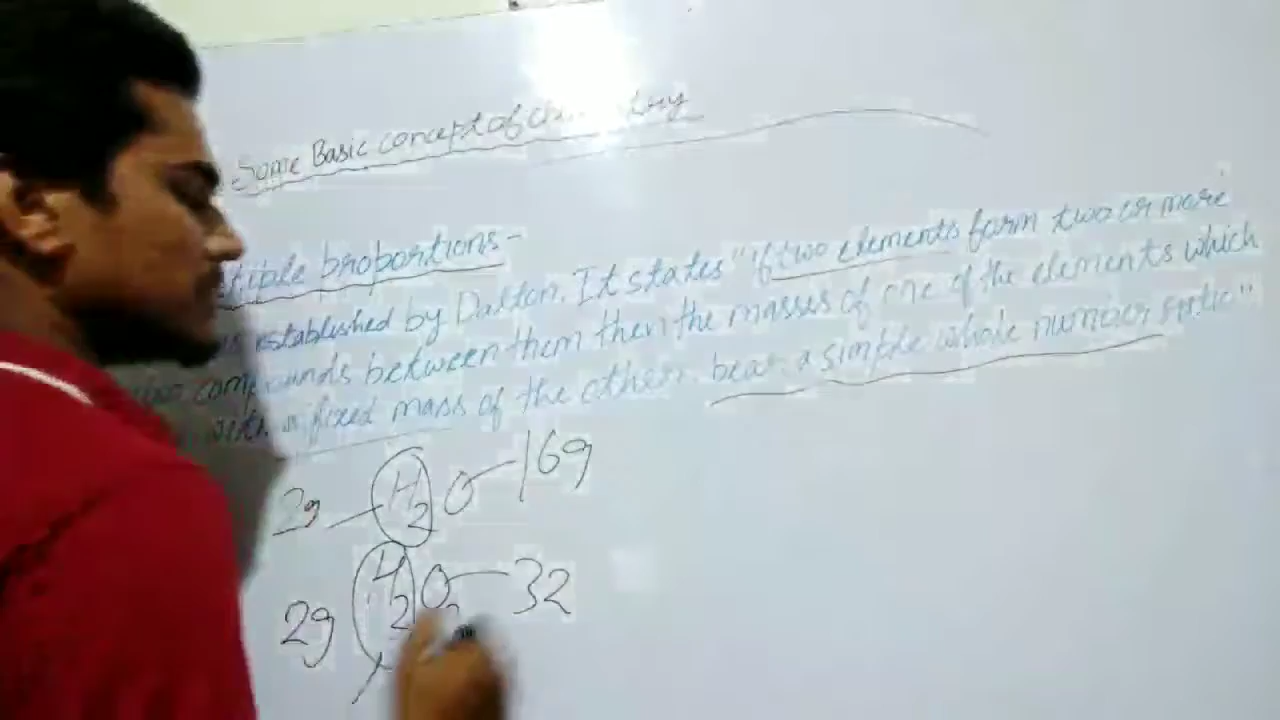 Some Basic concept of
tiple proportions-
established by Dalton. It states "if two elements form two or more
compounds between them then the masses of one of the elements which
with a fixed mass of the other, bear a simple whole number ratio"
2g H2O 16g
2g H2O2 32